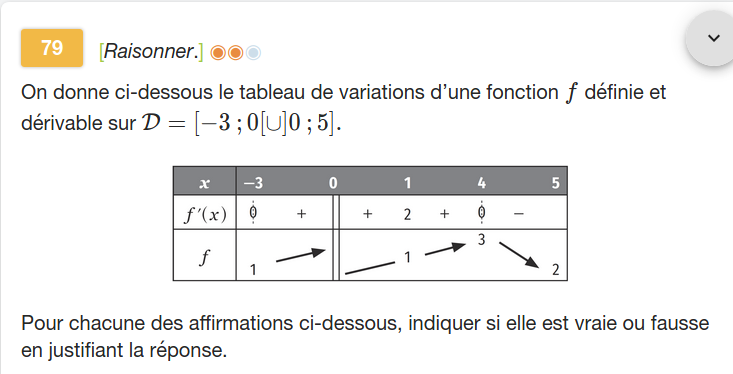 79 [Raisonner.]
On donne ci-dessous le tableau de variations d’une fonction f définie et
dérivable sur D = [−3 ; 0[∪]0 ; 5].
x −3 0 1 4 5
f′(x) 0 + + 2 + 0 −
f 1 1 3 2
Pour chacune des affirmations ci-dessous, indiquer si elle est vraie ou fausse
en justifiant la réponse.